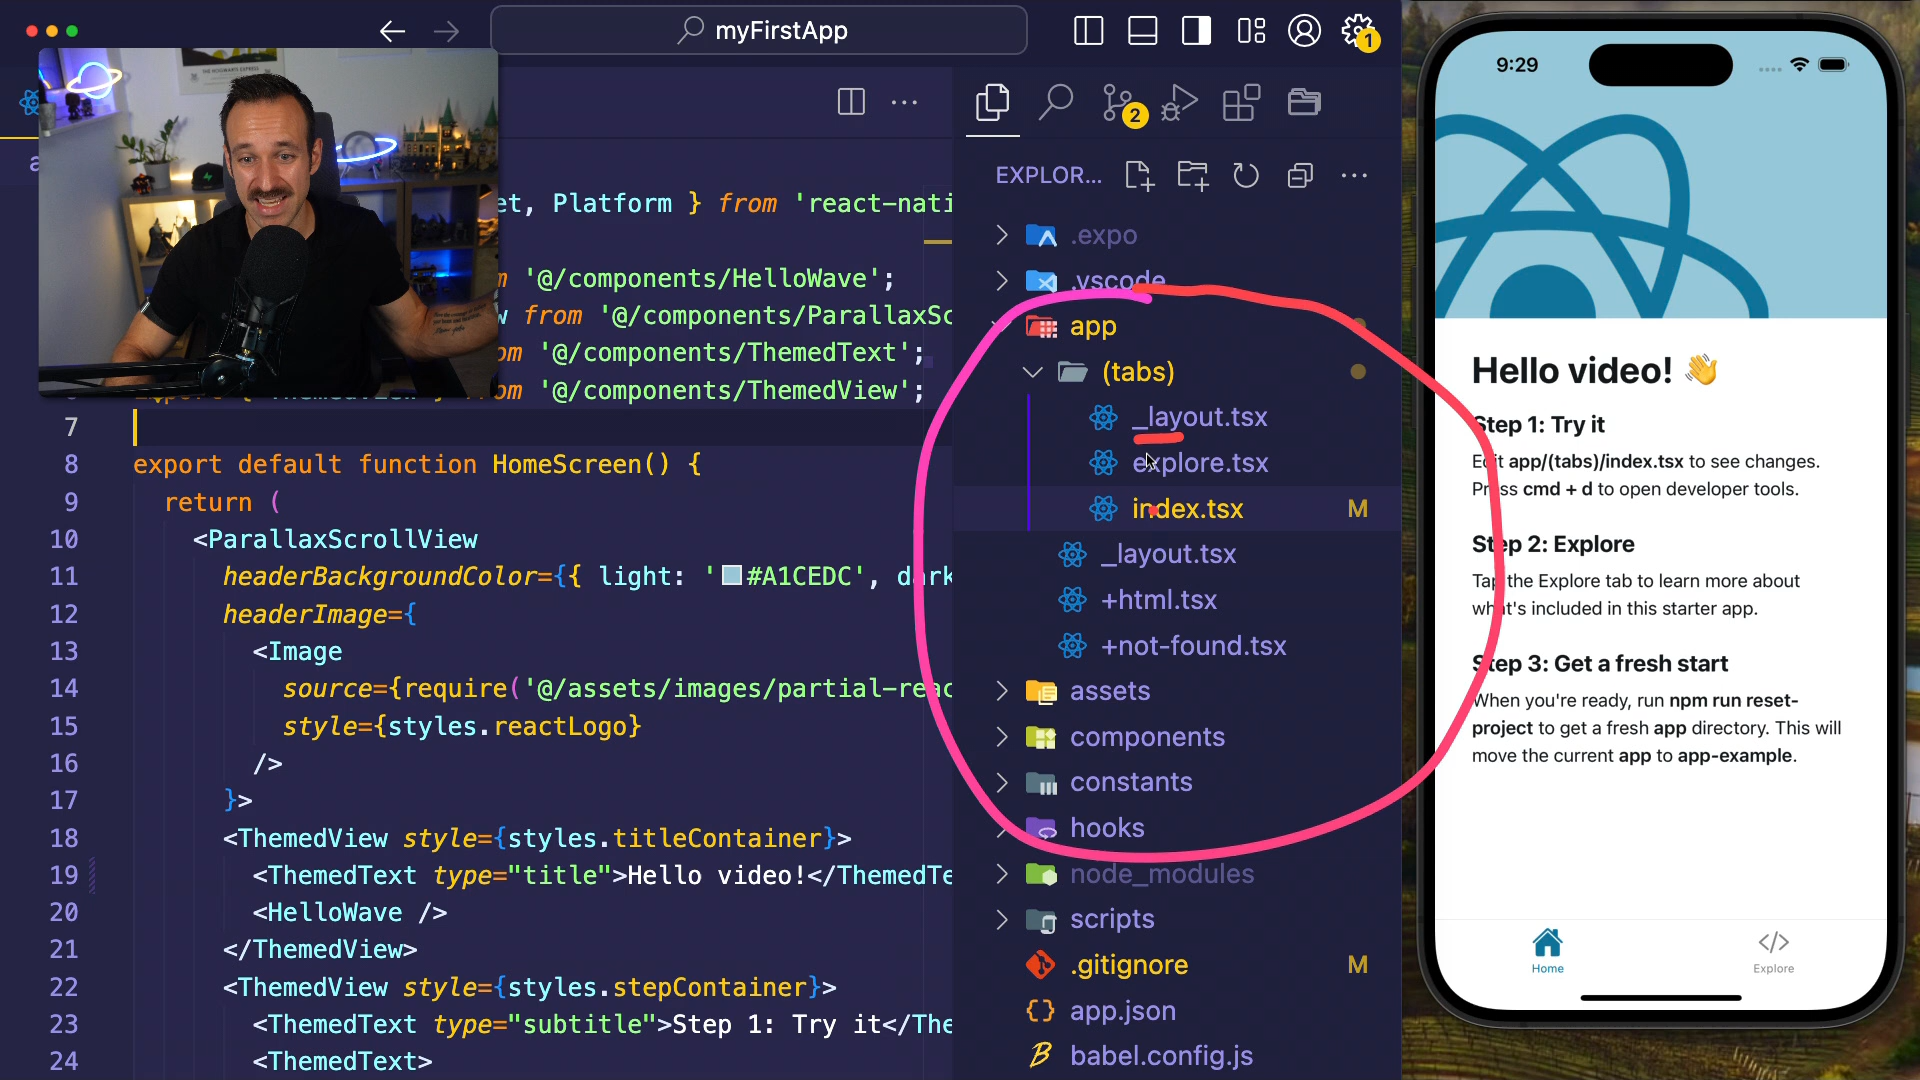 myFirstApp
1
2
EXPLOR...
et, Platform } from 'react-nati
'@/components/HelloWave';
from '@/components/ParallaxSc
om '@/components/ThemedText';
om '@/components/ThemedView';
7
8 export default function HomeScreen() {
9 return (
10 <ParallaxScrollView
11 headerBackgroundColor={{ light: '#A1CEDC', dark
12 headerImage={
13 <Image
14 source={require('@/assets/images/partial-reac
15 style={styles.reactLogo}
16 />
17 }>
18 <ThemedView style={styles.titleContainer}>
19 <ThemedText type="title">Hello video!</ThemedTe
20 <HelloWave />
21 </ThemedView>
22 <ThemedView style={styles.stepContainer}>
23 <ThemedText type="subtitle">Step 1: Try it</The
24 <ThemedText>
.expo
.vscode
app
(tabs)
_layout.tsx
explore.tsx
index.tsx M
_layout.tsx
+html.tsx
+not-found.tsx
assets
components
constants
hooks
node_modules
scripts
.gitignore M
app.json
babel.config.js
9:29
Hello video! 👋
Step 1: Try it
Edit app/(tabs)/index.tsx to see changes.
Press cmd + d to open developer tools.
Step 2: Explore
Tap the Explore tab to learn more about
what's included in this starter app.
Step 3: Get a fresh start
When you're ready, run npm run reset-
project to get a fresh app directory. This will
move the current app to app-example.
Home
Explore